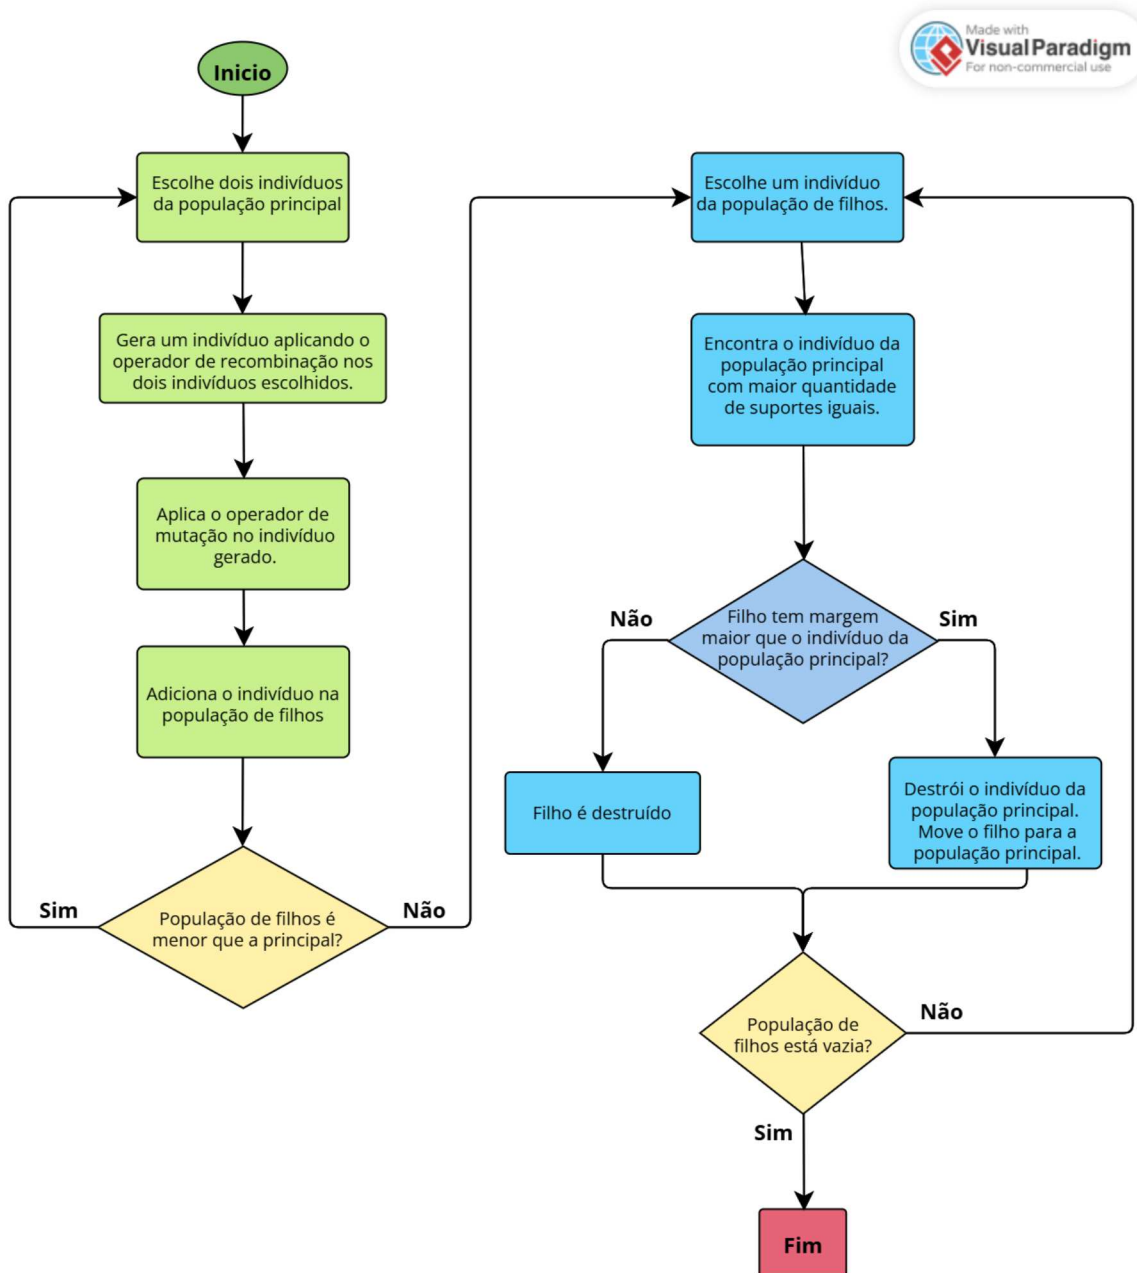 Made with
Visual Paradigm
For non-commercial use
Inicio
Escolhe dois indivíduos
da população principal
Gera um indivíduo aplicando o
operador de recombinação nos
dois indivíduos escolhidos.
Aplica o operador de
mutação no indivíduo
gerado.
Adiciona o indivíduo na
população de filhos
População de filhos é
menor que a principal?
Sim
Não
Escolhe um indivíduo
da população de filhos.
Encontra o indivíduo da
população principal
com maior quantidade
de suportes iguais.
Filho tem margem
maior que o indivíduo da
população principal?
Não
Sim
Filho é destruído
Destrói o indivíduo da
população principal.
Move o filho para a
população principal.
População de
filhos está vazia?
Não
Sim
Fim